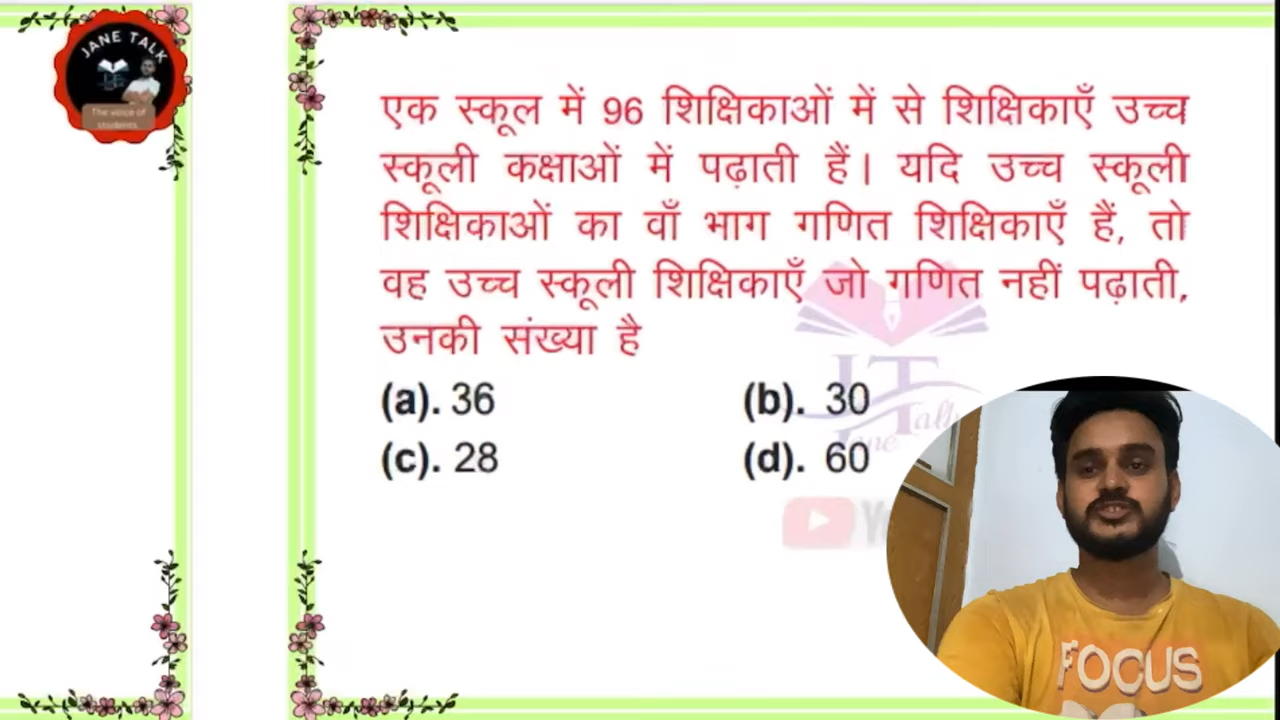 JANE TALK
The voice of
students
एक स्कूल में 96 शिक्षिकाओं में से शिक्षिकाएँ उच्च
स्कूली कक्षाओं में पढ़ाती हैं। यदि उच्च स्कूली
शिक्षिकाओं का वाँ भाग गणित शिक्षिकाएँ हैं, तो
वह उच्च स्कूली शिक्षिकाएँ जो गणित नहीं पढ़ाती,
उनकी संख्या है
(a). 36
(b). 30
(c). 28
(d). 60
FOCUS